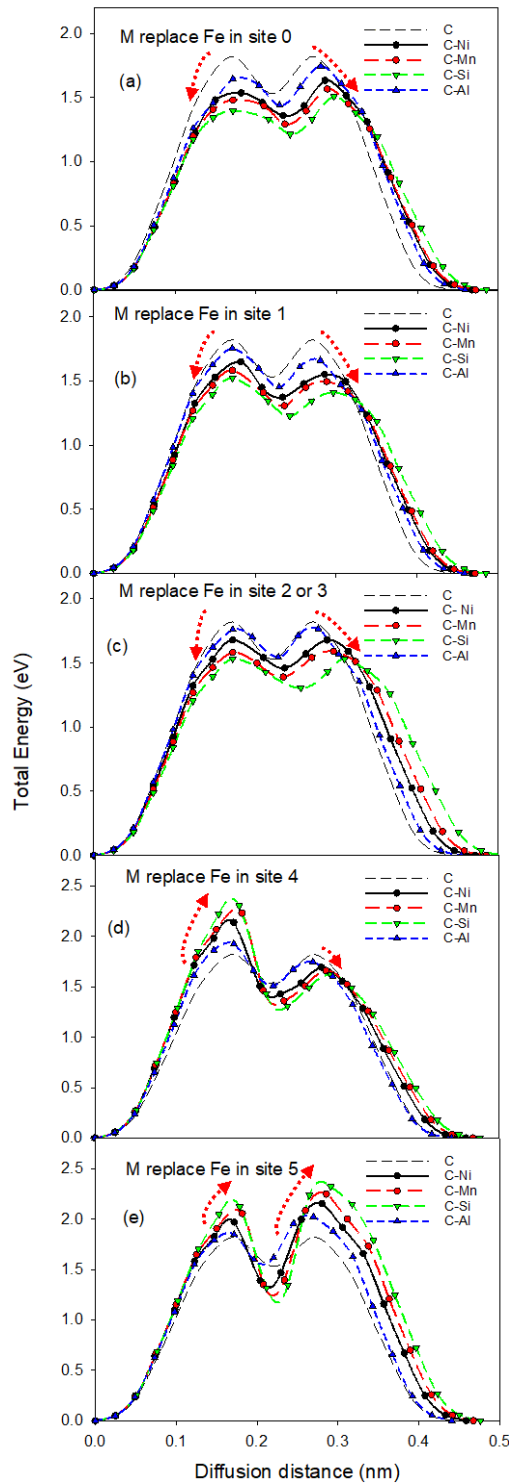 M replace Fe in site 0
(a)
C
C-Ni
C-Mn
C-Si
C-Al
2.0
1.5
1.0
0.5
0.0
M replace Fe in site 1
(b)
C
C-Ni
C-Mn
C-Si
C-Al
2.0
1.5
1.0
0.5
0.0
M replace Fe in site 2 or 3
(c)
C
C- Ni
C-Mn
C-Si
C-Al
2.0
1.5
1.0
0.5
0.0
Total Energy (eV)
M replace Fe in site 4
(d)
C
C-Ni
C-Mn
C-Si
C-Al
2.5
2.0
1.5
1.0
0.5
0.0
M replace Fe in site 5
(e)
C
C-Ni
C-Mn
C-Si
C-Al
2.5
2.0
1.5
1.0
0.5
0.0
0.0 0.1 0.2 0.3 0.4 0.5
Diffusion distance (nm)